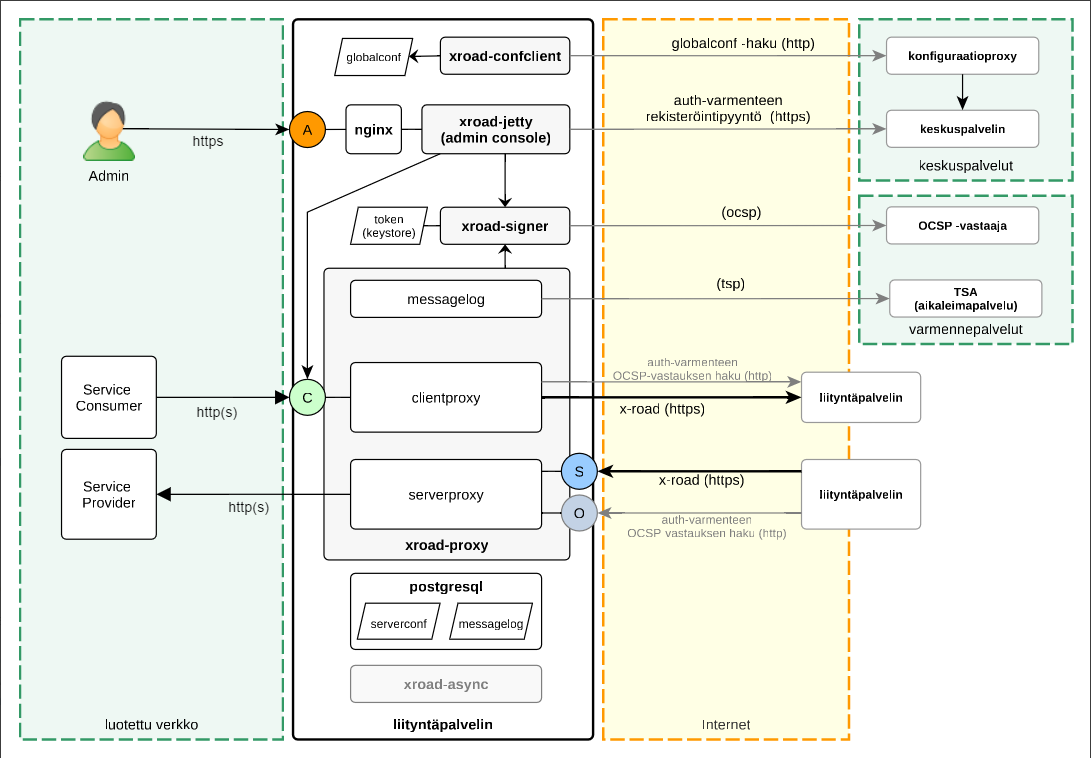 globalconf
xroad-confclient
globalconf -haku (http)
konfiguraatioproxy
Admin
https
A
nginx
xroad-jetty
(admin console)
auth-varmenteen
rekisteröintipyyntö (https)
keskuspalvelin
keskuspalvelut
token
(keystore)
xroad-signer
(ocsp)
OCSP -vastaaja
messagelog
(tsp)
TSA
(aikaleimapalvelu)
varmennepalvelut
Service
Consumer
http(s)
C
clientproxy
auth-varmenteen
OCSP-vastauksen haku (http)
x-road (https)
liityntäpalvelin
Service
Provider
http(s)
serverproxy
S
x-road (https)
O
auth-varmenteen
OCSP vastauksen haku (http)
liityntäpalvelin
xroad-proxy
postgresql
serverconf
messagelog
xroad-async
luotettu verkko
liityntäpalvelin
Internet